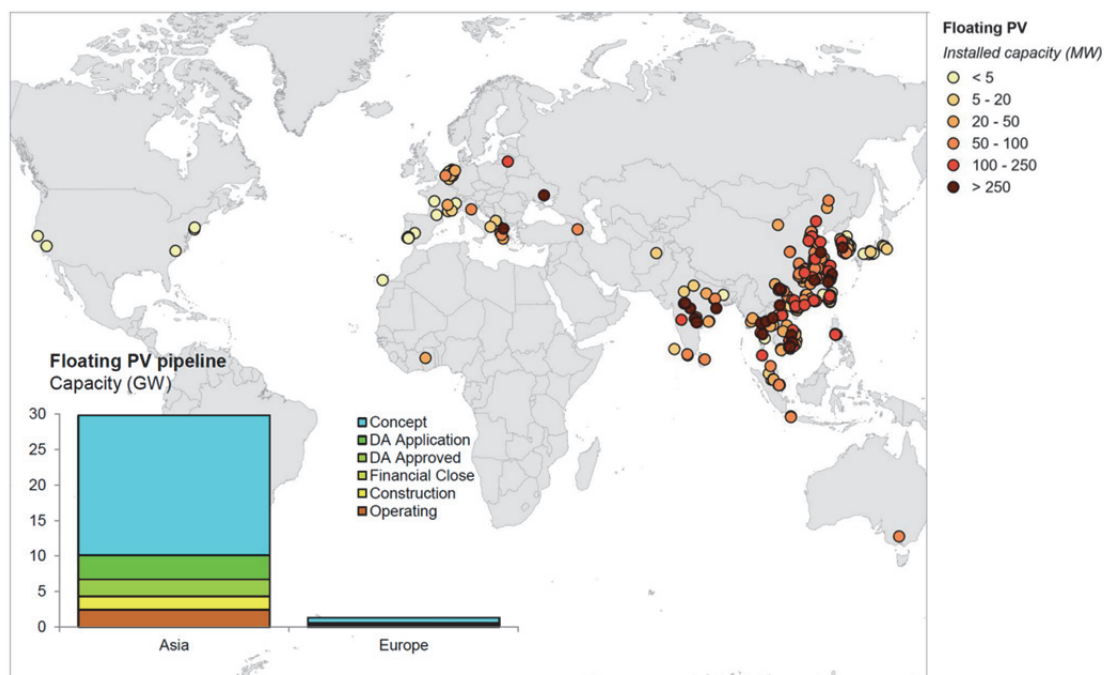 Floating PV
Installed capacity (MW)
< 5
5 - 20
20 - 50
50 - 100
100 - 250
> 250
Floating PV pipeline
Capacity (GW)
30
25
20
15
10
5
0
Asia
Europe
Concept
DA Application
DA Approved
Financial Close
Construction
Operating